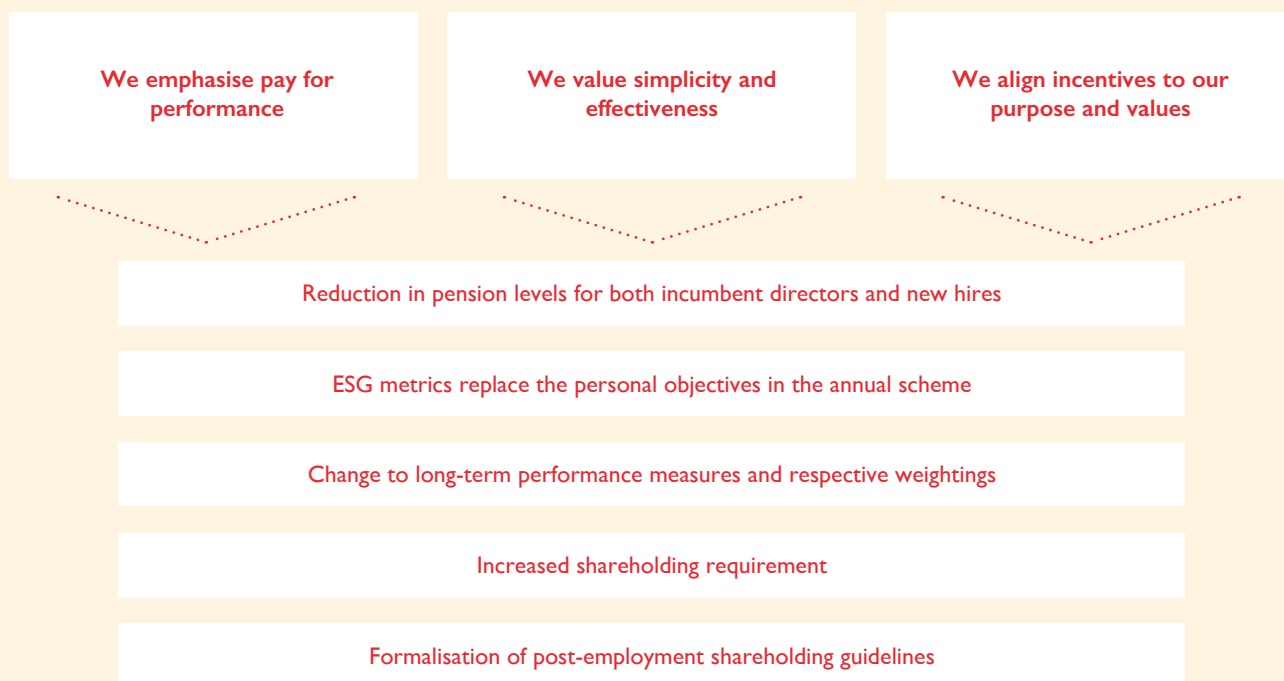 We emphasise pay for
performance
We value simplicity and
effectiveness
We align incentives to our
purpose and values
Reduction in pension levels for both incumbent directors and new hires
ESG metrics replace the personal objectives in the annual scheme
Change to long-term performance measures and respective weightings
Increased shareholding requirement
Formalisation of post-employment shareholding guidelines